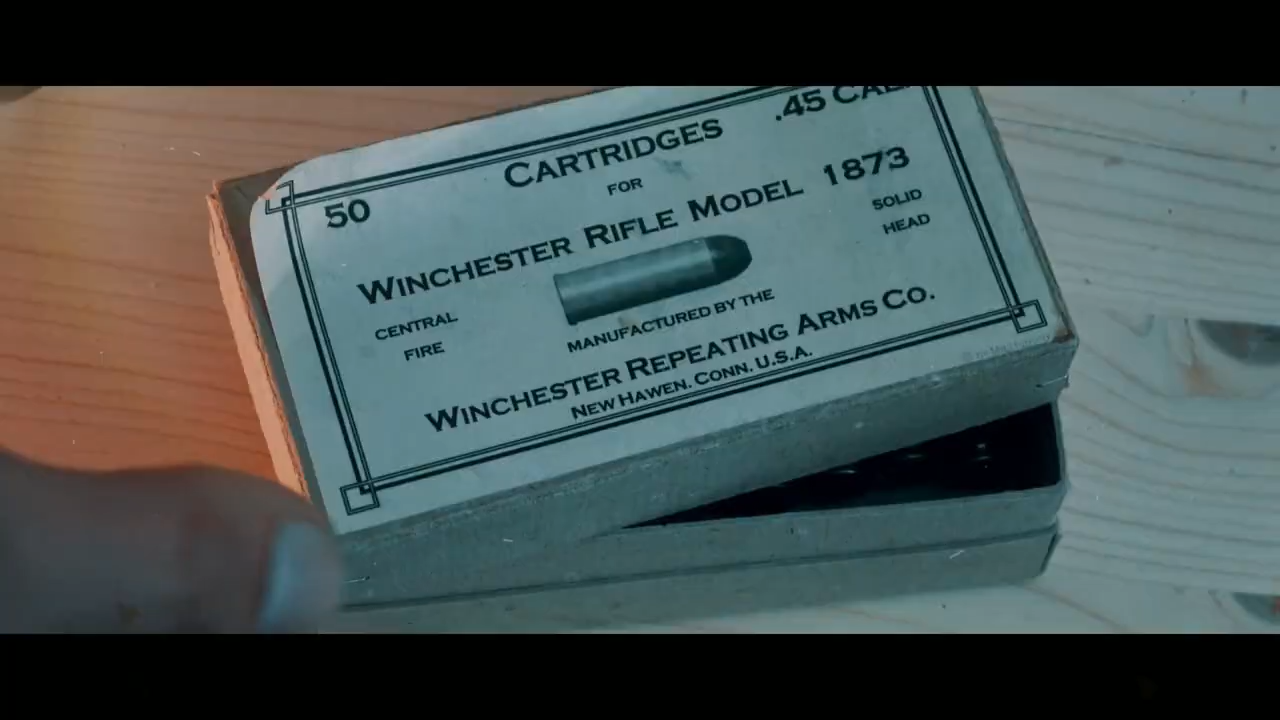 CARTRIDGES .45 CAL
50 FOR
WINCHESTER RIFLE MODEL 1873
CENTRAL FIRE
SOLID HEAD
MANUFACTURED BY THE
WINCHESTER REPEATING ARMS CO.
NEW HAWEN. CONN. U.S.A.